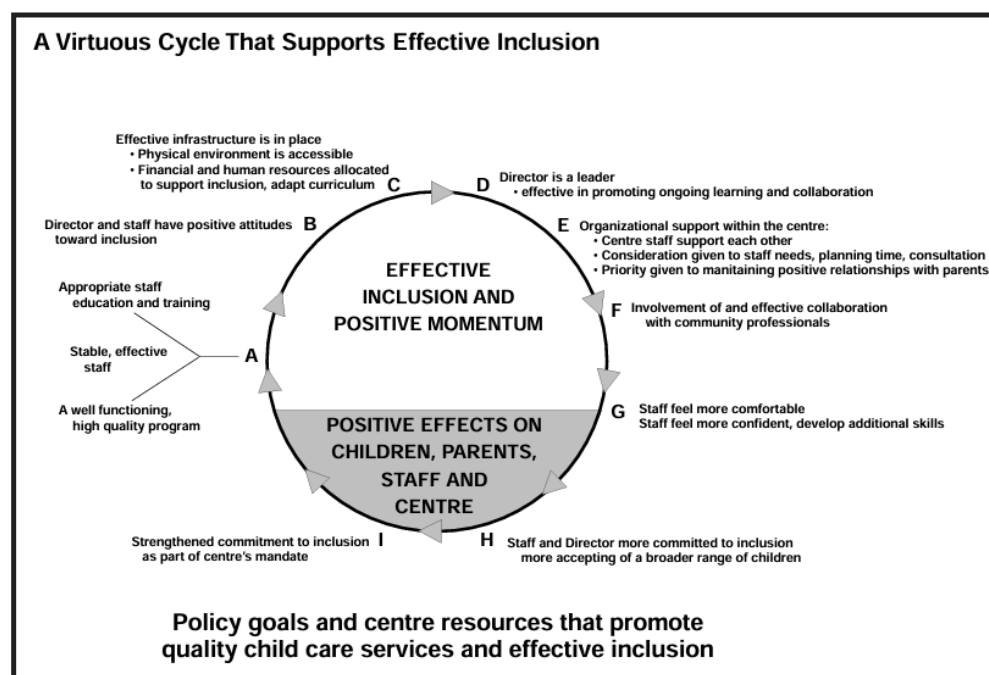 A Virtuous Cycle That Supports Effective Inclusion
Effective infrastructure is in place
• Physical environment is accessible
• Financial and human resources allocated
to support inclusion, adapt curriculum
C
D
Director is a leader
• effective in promoting ongoing learning and collaboration
B
Director and staff have positive attitudes
toward inclusion
E
Organizational support within the centre:
• Centre staff support each other
• Consideration given to staff needs, planning time, consultation
• Priority given to manitaining positive relationships with parents
EFFECTIVE
INCLUSION AND
POSITIVE MOMENTUM
Appropriate staff
education and training
Stable, effective
staff
A well functioning,
high quality program
A
F
Involvement of and effective collaboration
with community professionals
G
Staff feel more comfortable
Staff feel more confident, develop additional skills
POSITIVE EFFECTS ON
CHILDREN, PARENTS,
STAFF AND
CENTRE
Strengthened commitment to inclusion
as part of centre's mandate
I
H
Staff and Director more committed to inclusion
more accepting of a broader range of children
Policy goals and centre resources that promote
quality child care services and effective inclusion